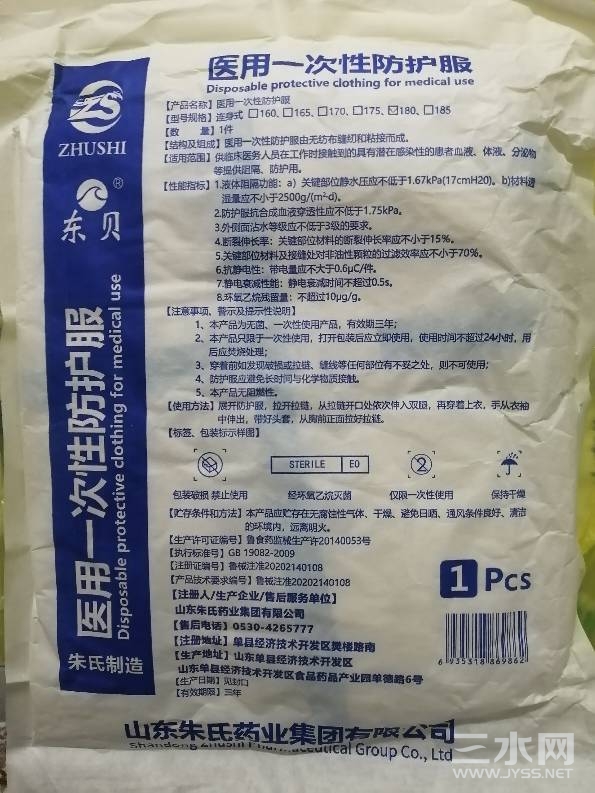 医用一次性防护服
Disposable protective clothing for medical use
ZHUSHI
东贝®
医用一次性防护服
Disposable protective clothing for medical use
朱氏制造
【产品名称】医用一次性防护服
【型号规格】连身式 □160、□165、□170、□175、☑180、□185
【数 量】1件
【结构及组成】医用一次性防护服由无纺布缝纫和粘接而成。
【适用范围】供临床医务人员在工作时接触到的具有潜在感染性的患者血液、体液、分泌物
等提供阻隔、防护用。
【性能指标】1.液体阻隔功能：a) 关键部位静水压应不低于1.67kPa(17cmH20)。b)材料透
湿量应不小于2500g/(m²·d)。
2.防护服抗合成血液穿透性应不低于1.75kPa。
3.外侧面沾水等级应不低于3级的要求。
4.断裂伸长率：关键部位材料的断裂伸长率应不小于15%。
5.关键部位材料及接缝处对非油性颗粒的过滤效率应不小于70%。
6.抗静电性：带电量应不大于0.6μC/件。
7.静电衰减性能：静电衰减时间不超过0.5s。
8.环氧乙烷残留量：不超过10μg/g。
【注意事项、警示及提示性说明】
1、本产品为无菌、一次性使用产品，有效期三年；
2、本产品只限于一次性使用，打开包装后应立即使用，使用时间不超过24小时，用
后应焚烧处理；
3、穿着前如发现破损或拉链、缝线等任何部位有不妥之处，则不可使用；
4、防护服应避免长时间与化学物质接触。
5、本产品无阻燃性。
【使用方法】展开防护服，拉开拉链，从拉链开口处依次伸入双腿，再穿着上衣，手从衣袖
中伸出，带好头套，从胸前正面拉好拉链。
【标签、包装标示样图】
STERILE EO
2
包装破损 禁止使用 经环氧乙烷灭菌 仅限一次性使用 保持干燥
【贮存条件和方法】本产品应贮存在无腐蚀性气体、干燥、避免日晒、通风条件良好、清洁
的环境内，远离明火。
【生产许可证编号】鲁食药监械生产许20140053号
【执行标准号】GB 19082-2009
【注册证编号】鲁械注准20202140108
【产品技术要求编号】鲁械注准20202140108
【注册人/生产企业/售后服务单位】
山东朱氏药业集团有限公司
【售后电话】0530-4265777
【注册地址】单县经济技术开发区樊楼路南
【生产地址】山东单县经济技术开发区
山东单县经济技术开发区食品药品产业园单德路6号
【生产日期】见封口
【有效期限】三年
1 Pcs
6935318869862
山东朱氏药业集团有限公司
Shandong Zhushi Pharmaceutical Group Co., Ltd
三水网
WWW.JYSS.NET